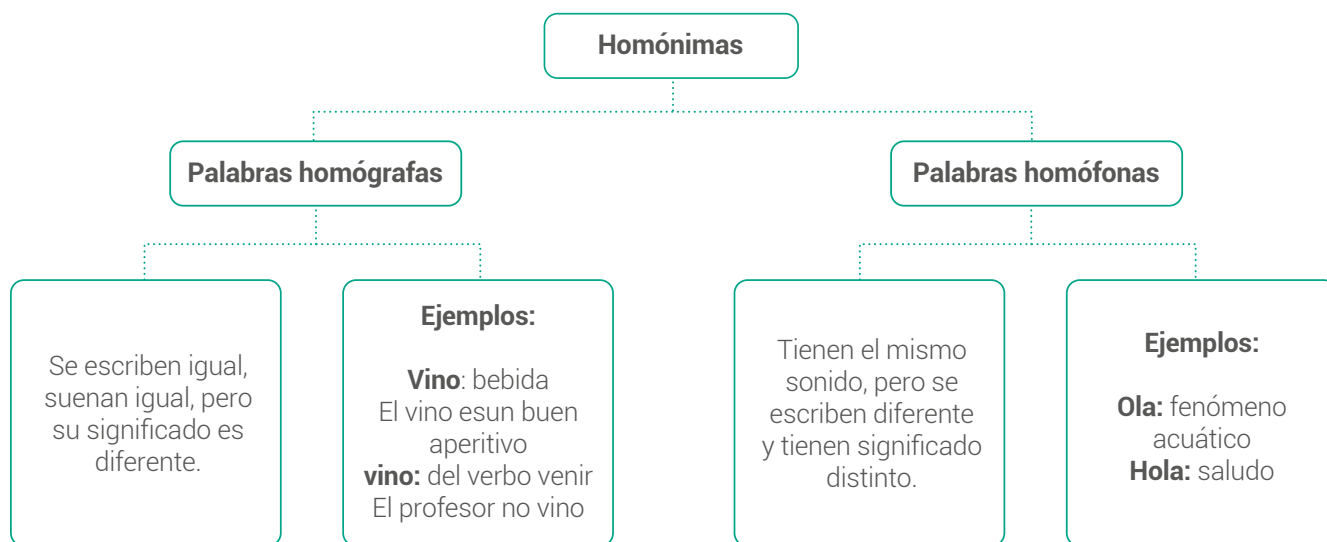 Homónimas
Palabras homógrafas
Palabras homófonas
Se escriben igual,
suenan igual, pero
su significado es
diferente.
Ejemplos:
Vino: bebida
El vino esun buen
aperitivo
vino: del verbo venir
El profesor no vino
Tienen el mismo
sonido, pero se
escriben diferente
y tienen significado
distinto.
Ejemplos:
Ola: fenómeno
acuático
Hola: saludo